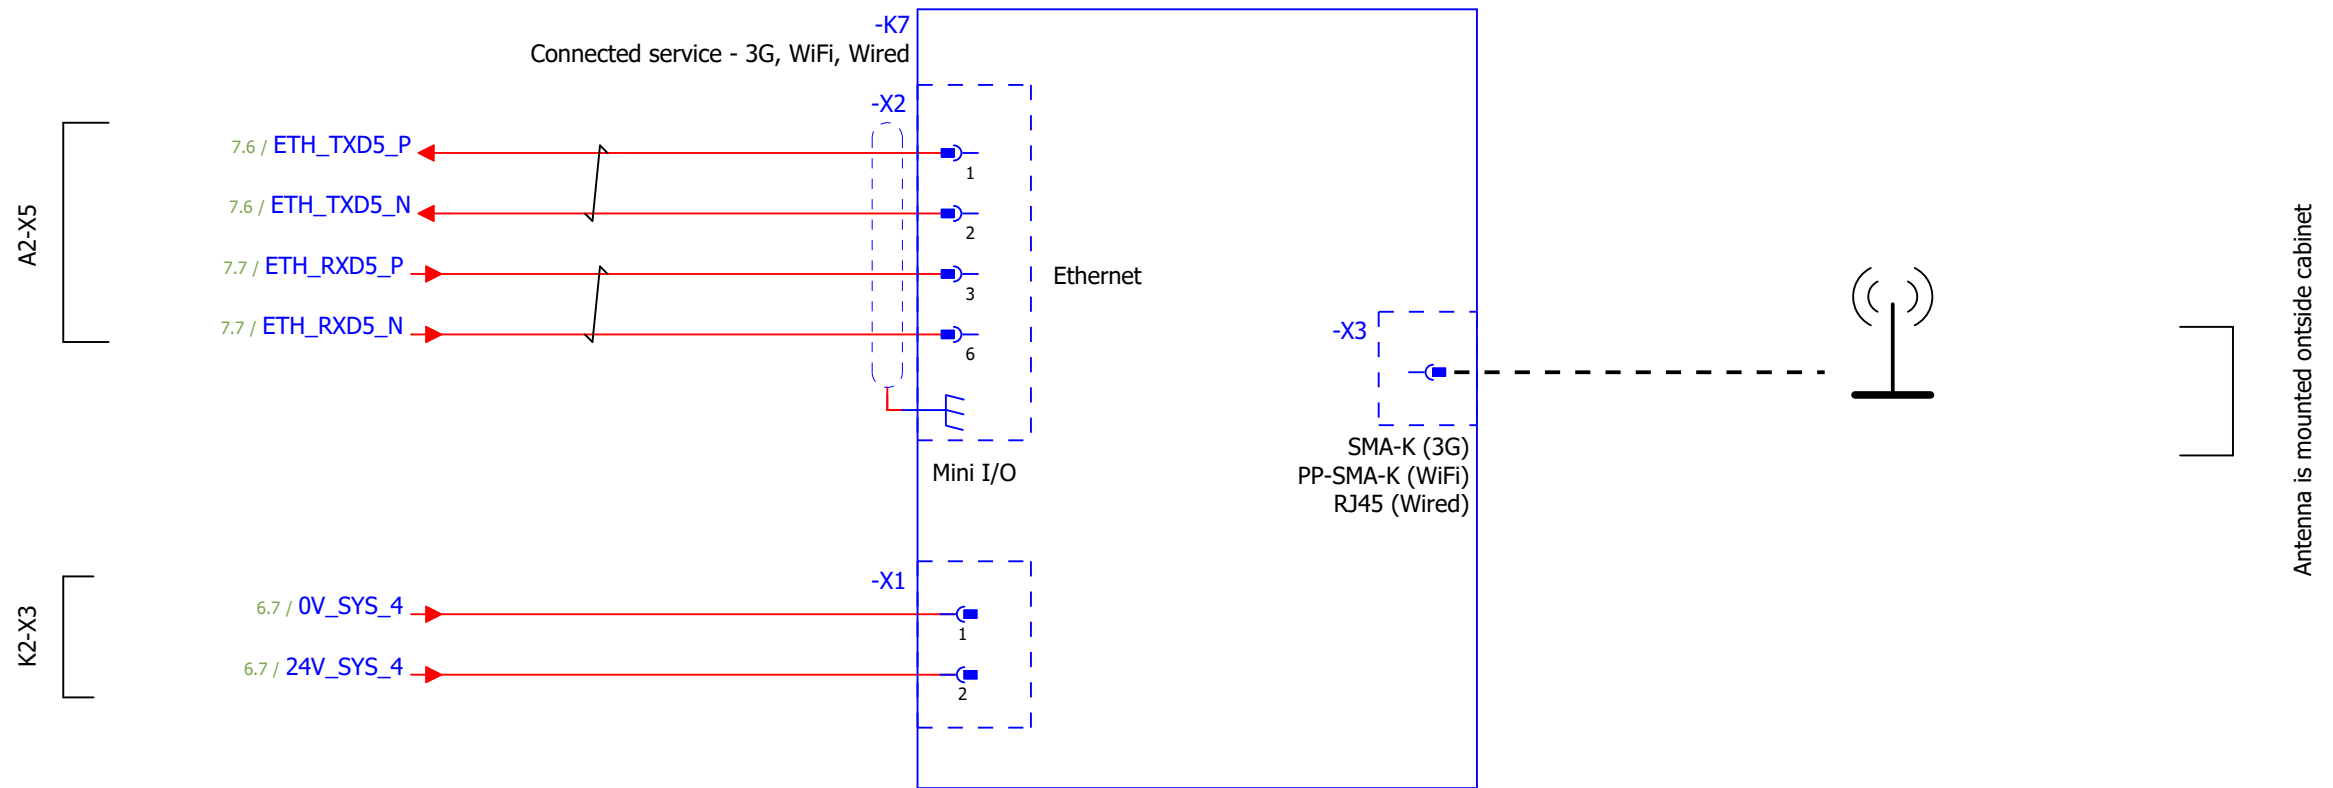 -K7
Connected service - 3G, WiFi, Wired
-X2
A2-X5
7.6 / ETH_TXD5_P
1
7.6 / ETH_TXD5_N
2
7.7 / ETH_RXD5_P
3
7.7 / ETH_RXD5_N
6
Ethernet
Mini I/O
-X3
SMA-K (3G)
PP-SMA-K (WiFi)
RJ45 (Wired)
Antenna is mounted ontside cabinet
-X1
K2-X3
6.7 / 0V_SYS_4
1
6.7 / 24V_SYS_4
2